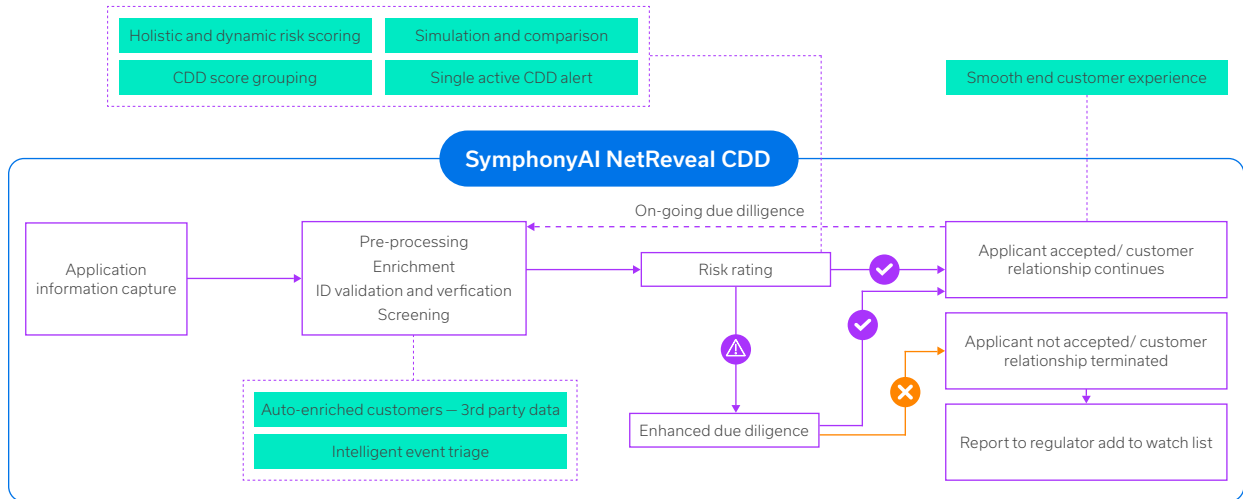 Holistic and dynamic risk scoring
Simulation and comparison
CDD score grouping
Single active CDD alert
Smooth end customer experience
SymphonyAI NetReveal CDD
On-going due dilligence
Application
information capture
Pre-processing
Enrichment
ID validation and verfication
Screening
Risk rating
Applicant accepted/ customer
relationship continues
Applicant not accepted/ customer
relationship terminated
Auto-enriched customers – 3rd party data
Intelligent event triage
Enhanced due diligence
Report to regulator add to watch list